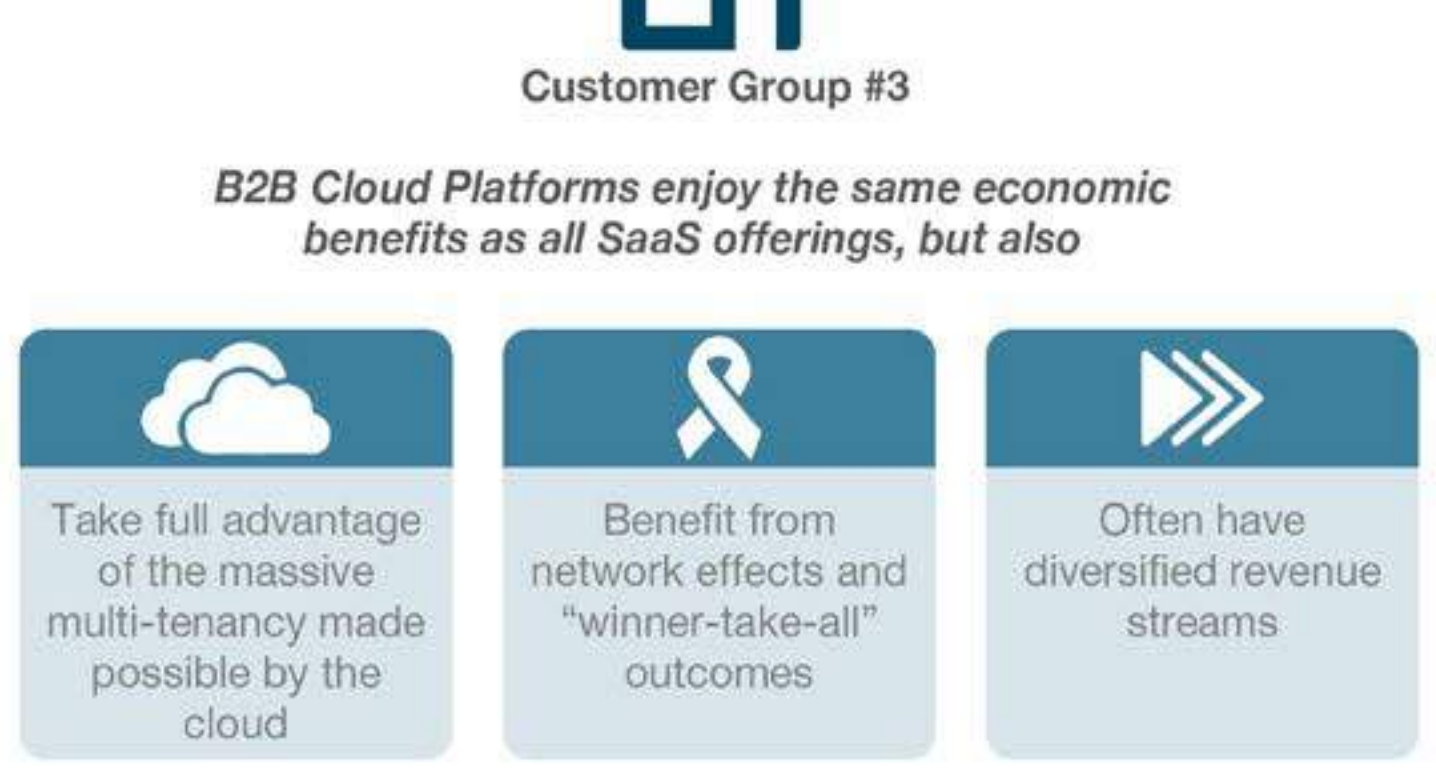 Customer Group #3
B2B Cloud Platforms enjoy the same economic
benefits as all SaaS offerings, but also
Take full advantage
of the massive
multi-tenancy made
possible by the
cloud
Benefit from
network effects and
“winner-take-all”
outcomes
Often have
diversified revenue
streams